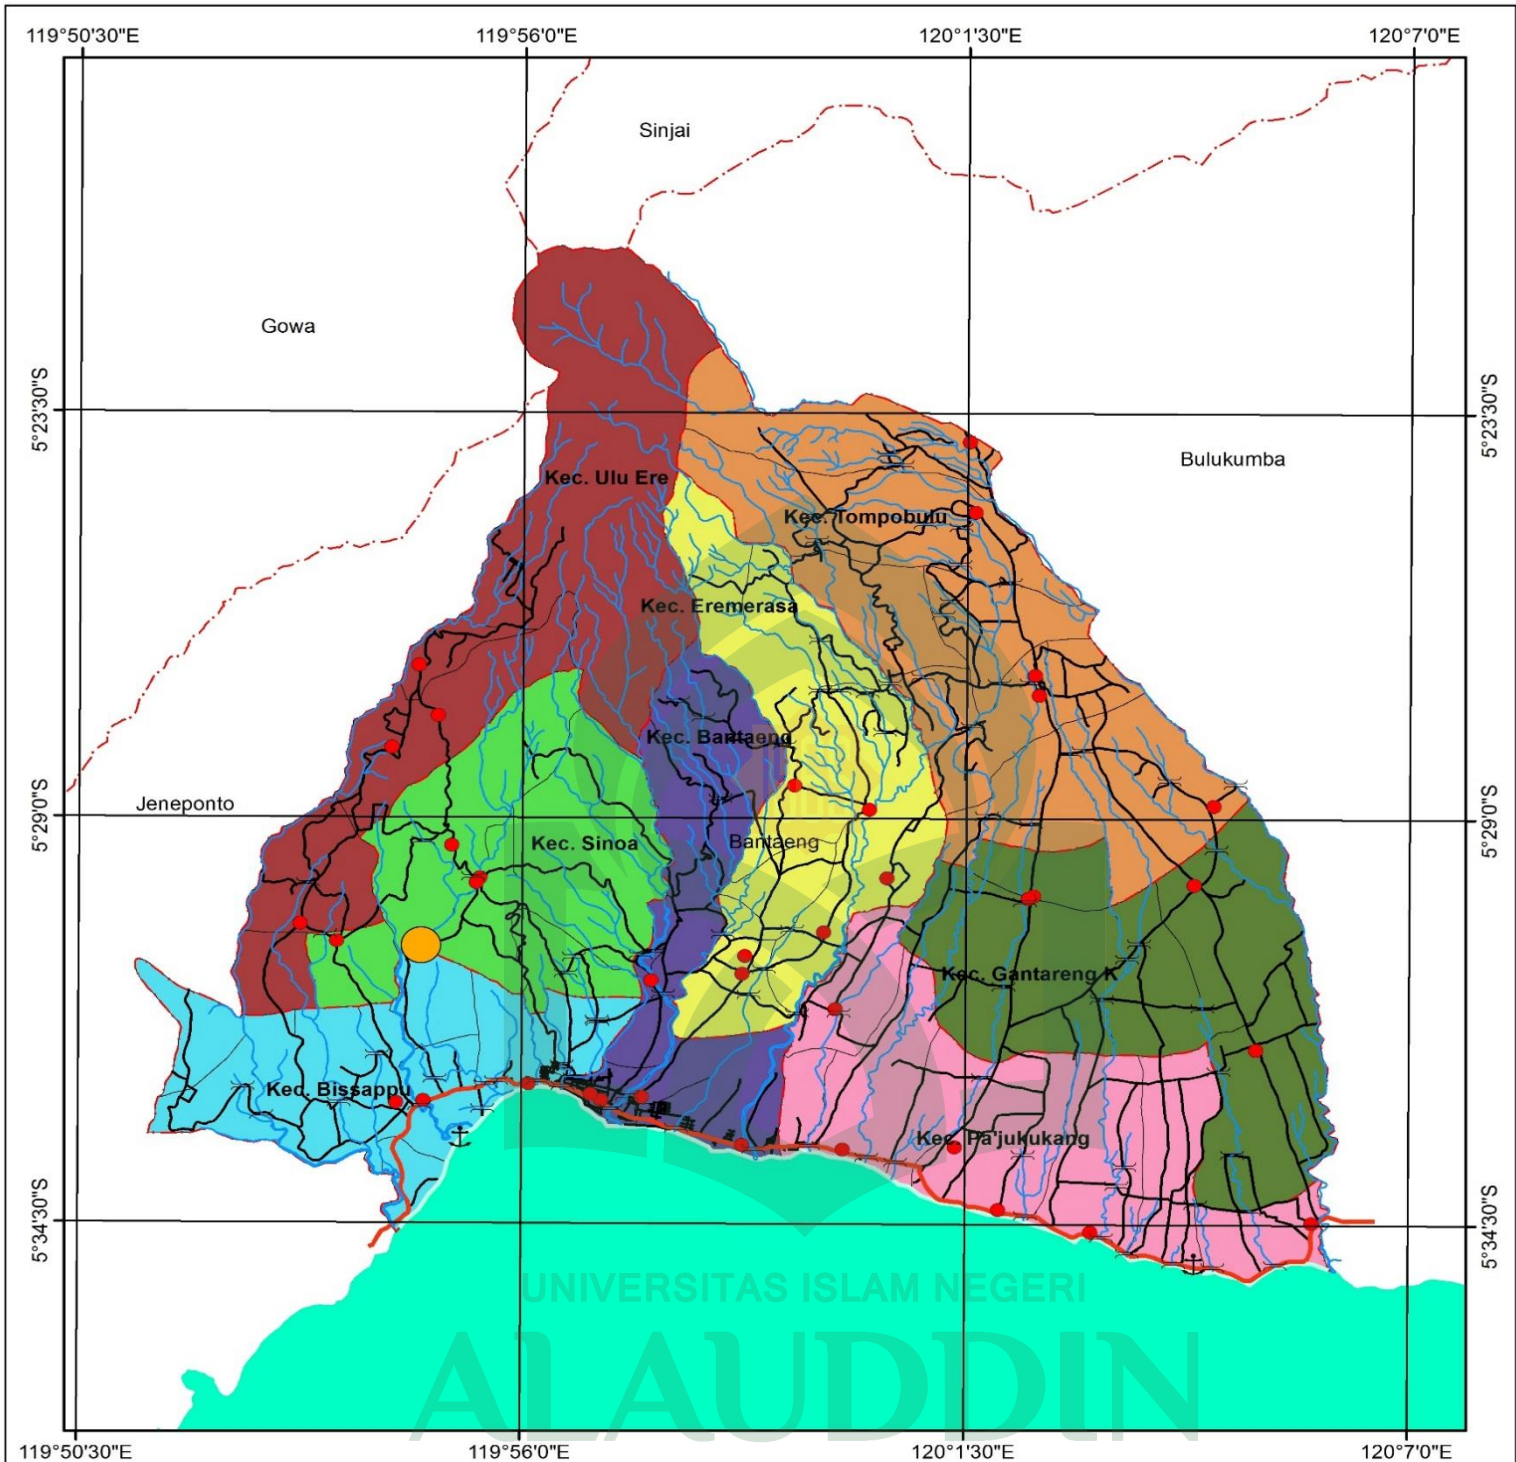 119°50'30"E
119°56'0"E
120°1'30"E
120°7'0"E
Sinjai
Gowa
5°23'30"S
5°23'30"S
Bulukumba
Kec. Ulu Ere
Kec. Tompobulu
Kec. Eremerasa
Kec. Bantaeng
Jeneponto
5°29'0"S
5°29'0"S
Kec. Sinoa
Bantaeng
Kec. Gantareng K
Kec. Bissappu
Kec. Pa'jukukang
5°34'30"S
5°34'30"S
UNIVERSITAS ISLAM NEGERI
ALAUDDIN
119°50'30"E
119°56'0"E
120°1'30"E
120°7'0"E